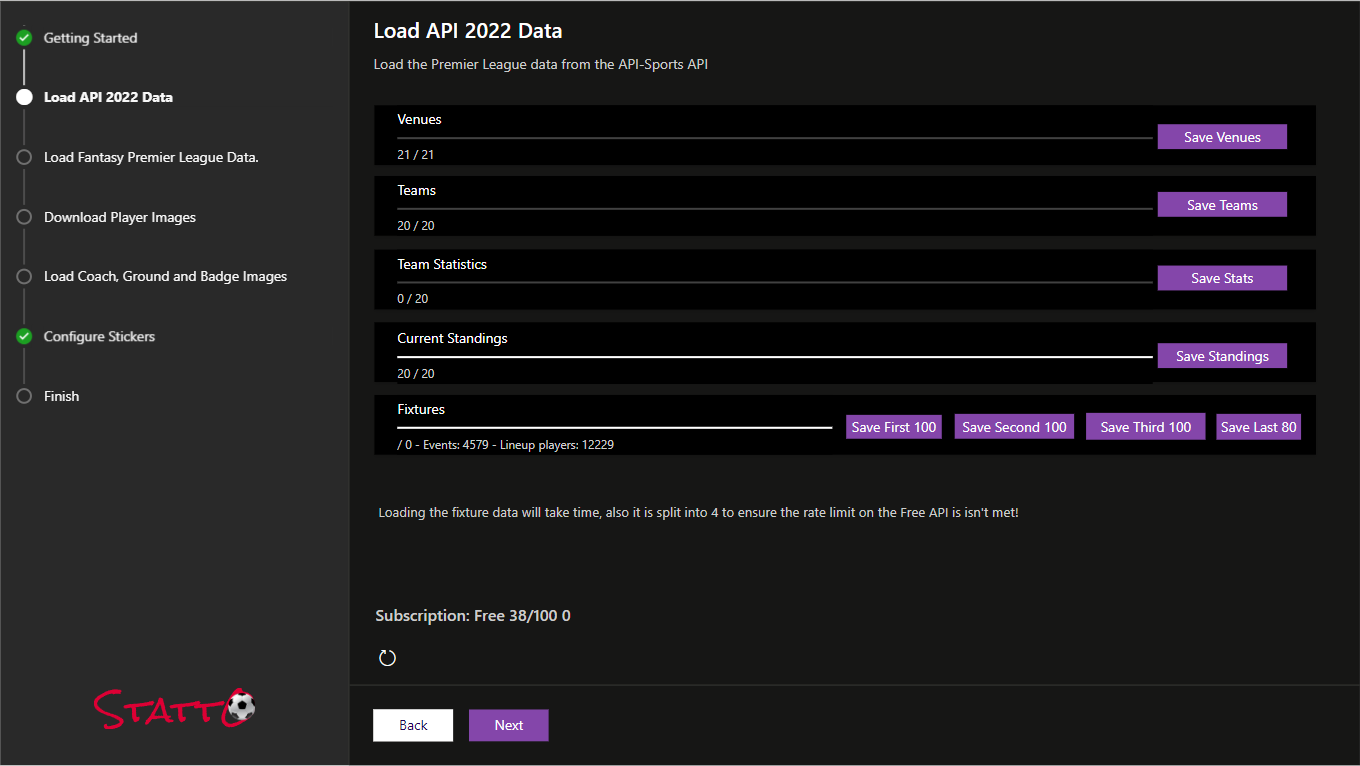 Getting Started
Load API 2022 Data
Load Fantasy Premier League Data.
Download Player Images
Load Coach, Ground and Badge Images
Configure Stickers
Finish
Statto
Load API 2022 Data
Load the Premier League data from the API-Sports API
Venues
21 / 21
Save Venues
Teams
20 / 20
Save Teams
Team Statistics
0 / 20
Save Stats
Current Standings
20 / 20
Save Standings
Fixtures
/ 0 - Events: 4579 - Lineup players: 12229
Save First 100
Save Second 100
Save Third 100
Save Last 80
Loading the fixture data will take time, also it is split into 4 to ensure the rate limit on the Free API is isn't met!
Subscription: Free 38/100 0
Back
Next